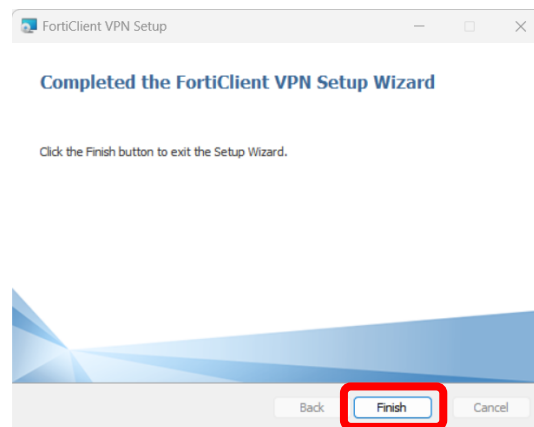 FortiClient VPN Setup
Completed the FortiClient VPN Setup Wizard
Click the Finish button to exit the Setup Wizard.
Back Finish Cancel